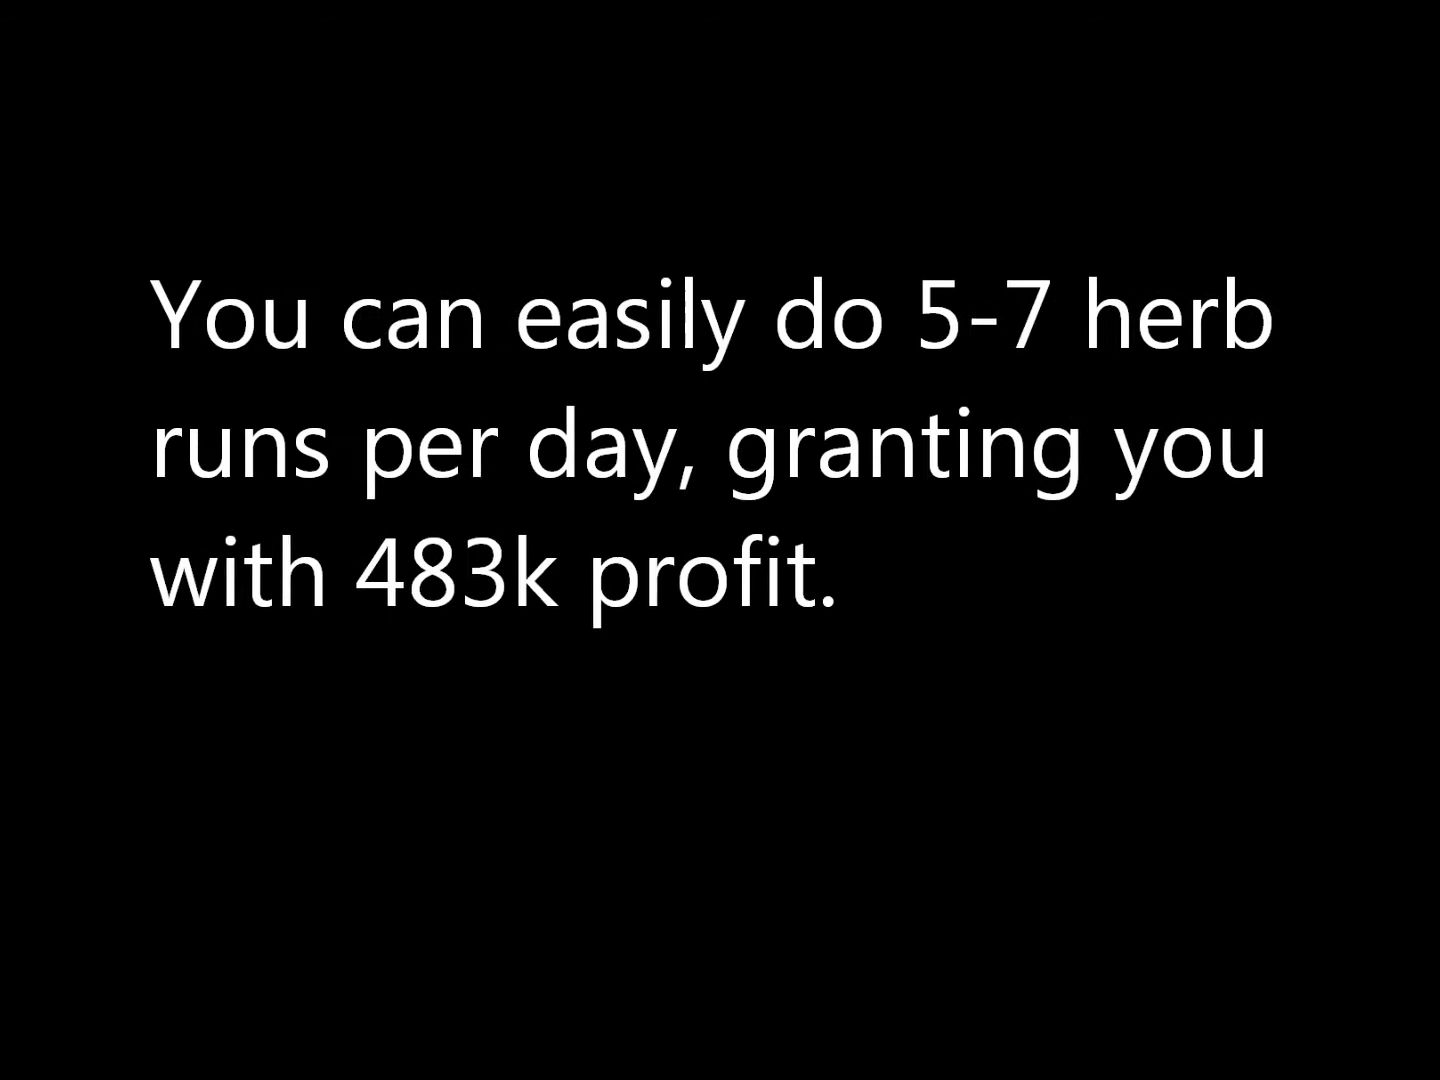 You can easily do 5-7 herb
runs per day, granting you
with 483k profit.